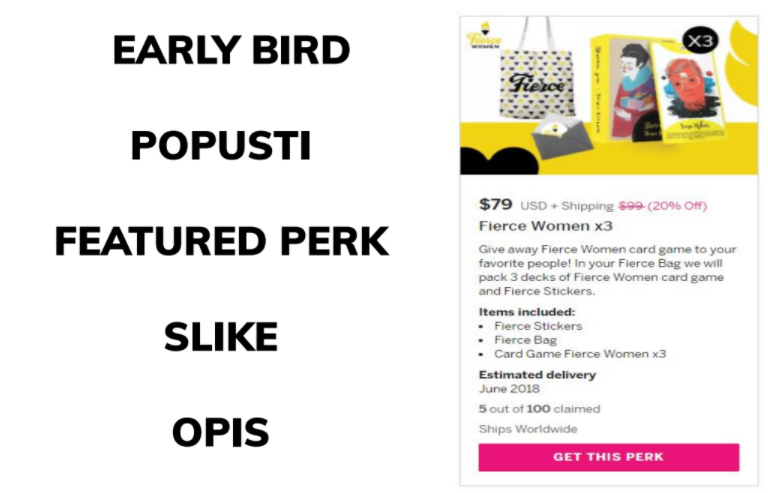 EARLY BIRD
POPUSTI
FEATURED PERK
SLIKE
OPIS
Fierce
WOMEN
X3
Fierce
$79 USD + Shipping $99 (20% Off)
Fierce Women x3
Give away Fierce Women card game to your
favorite people! In your Fierce Bag we will
pack 3 decks of Fierce Women card game
and Fierce Stickers.
Items included:
• Fierce Stickers
• Fierce Bag
• Card Game Fierce Women x3
Estimated delivery
June 2018
5 out of 100 claimed
Ships Worldwide
GET THIS PERK